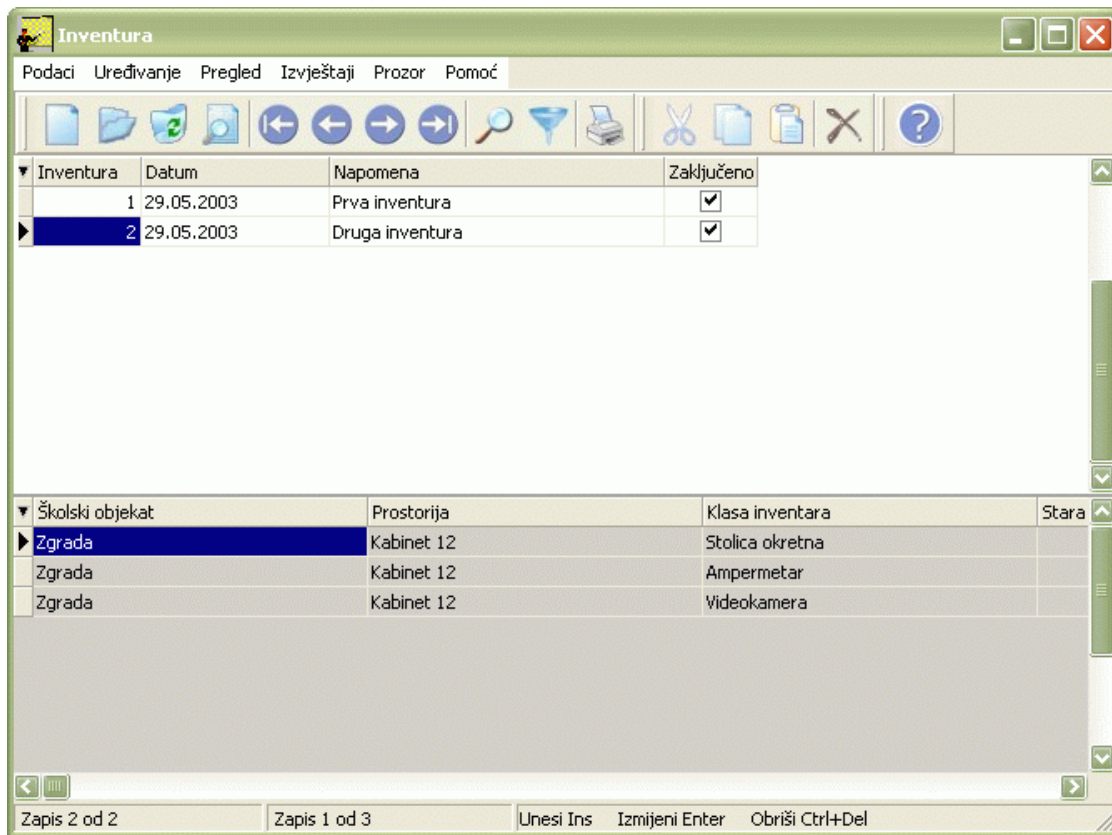 Inventura
Podaci Uređivanje Pregled Izvještaji Prozor Pomoć
Inventura Datum Napomena Zaključeno
1 29.05.2003 Prva inventura
2 29.05.2003 Druga inventura
Školski objekat Prostorija Klasa inventara Stara
Zgrada Kabinet 12 Stolica okretna
Zgrada Kabinet 12 Ampermetar
Zgrada Kabinet 12 Videokamera
Zapis 2 od 2 Zapis 1 od 3 Unesi Ins Izmijeni Enter Obriši Ctrl+Del